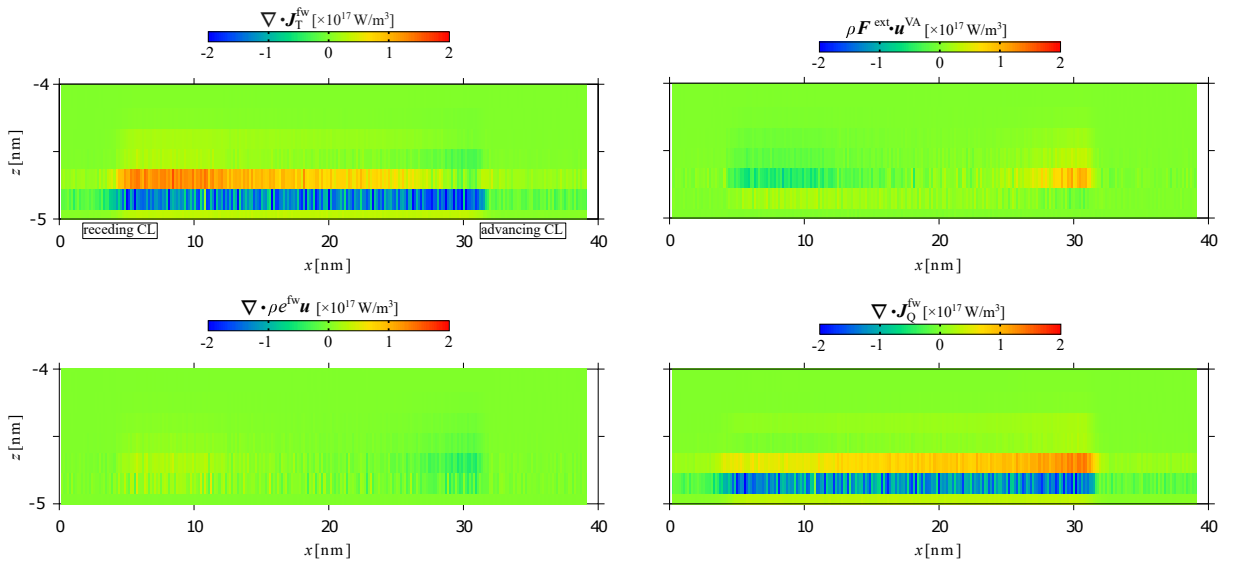 ∇ • J_T^fw [×10^17 W/m^3]
-2 -1 0 1 2
-4
z [nm]
-5
0 10 20 30 40
receding CL
advancing CL
x [nm]
ρF^ext • u^VA [×10^17 W/m^3]
-2 -1 0 1 2
0 10 20 30 40
x [nm]
∇ • ρe^fw u [×10^17 W/m^3]
-2 -1 0 1 2
-4
z [nm]
-5
0 10 20 30 40
x [nm]
∇ • J_Q^fw [×10^17 W/m^3]
-2 -1 0 1 2
0 10 20 30 40
x [nm]